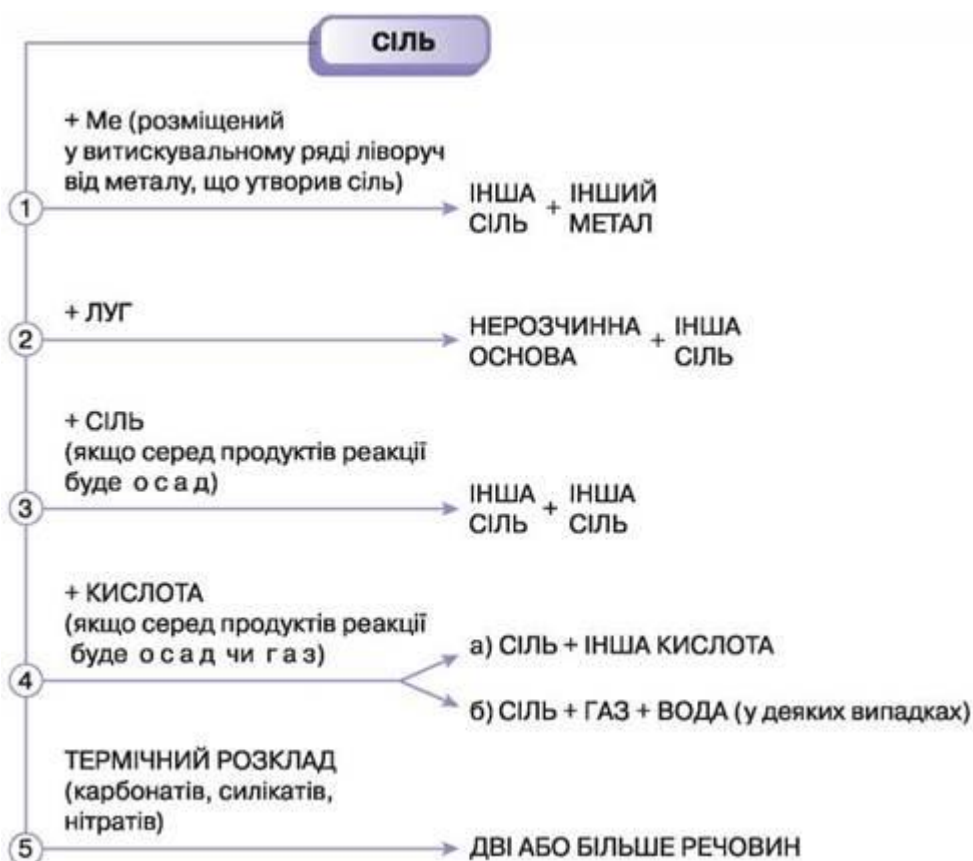 СІЛЬ
+ Ме (розміщений
у витискувальному ряді ліворуч
від металу, що утворив сіль)
1
ІНША + ІНШИЙ
СІЛЬ МЕТАЛ
+ ЛУГ
2
НЕРОЗЧИННА + ІНША
ОСНОВА СІЛЬ
+ СІЛЬ
(якщо серед продуктів реакції
буде о с а д)
3
ІНША + ІНША
СІЛЬ СІЛЬ
+ КИСЛОТА
(якщо серед продуктів реакції
буде о с а д чи г а з)
4
а) СІЛЬ + ІНША КИСЛОТА
б) СІЛЬ + ГАЗ + ВОДА (у деяких випадках)
ТЕРМІЧНИЙ РОЗКЛАД
(карбонатів, силікатів,
нітратів)
5
ДВІ АБО БІЛЬШЕ РЕЧОВИН